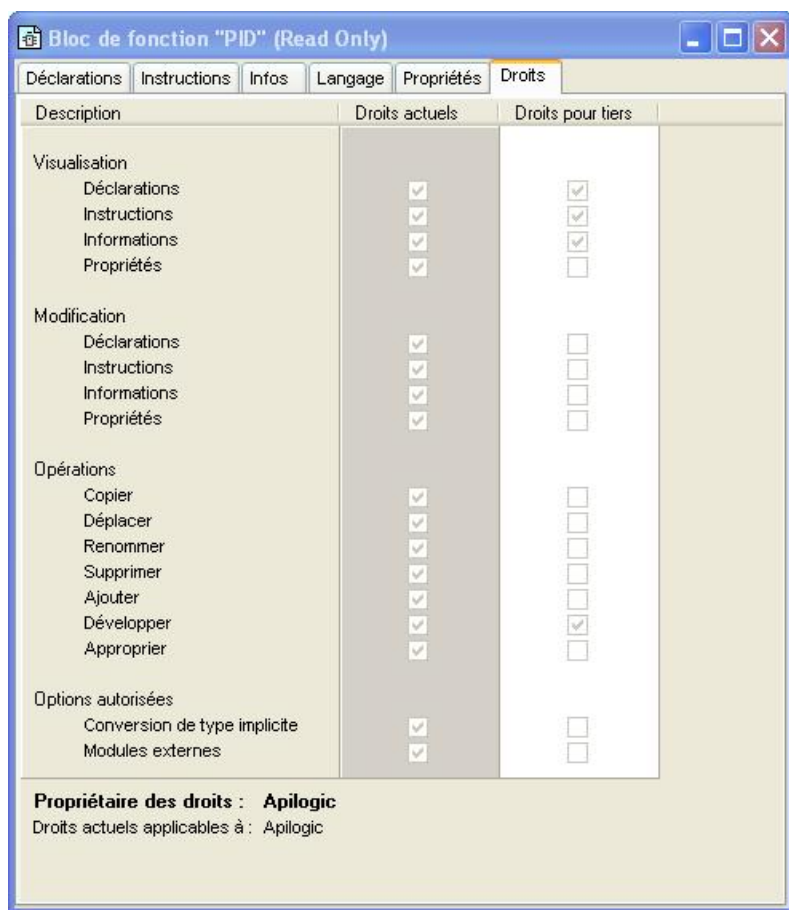 Bloc de fonction "PID" (Read Only)
Déclarations Instructions Infos Langage Propriétés Droits
Description Droits actuels Droits pour tiers
Visualisation
Déclarations
Instructions
Informations
Propriétés
Modification
Déclarations
Instructions
Informations
Propriétés
Opérations
Copier
Déplacer
Renommer
Supprimer
Ajouter
Développer
Approprier
Options autorisées
Conversion de type implicite
Modules externes
Propriétaire des droits : Apilogic
Droits actuels applicables à : Apilogic